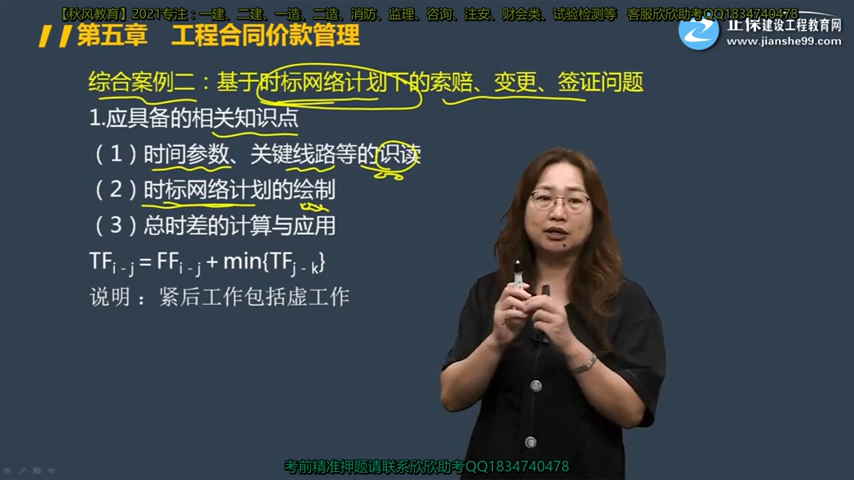 【秋风教育】2021专注：一建、二建、一造、二造、消防、监理、咨询、注安、财会类、试验检测等 客服欣欣助考QQ1834740478
第五章 工程合同价款管理
正保建设工程教育网
www.jianshe99.com
综合案例二：基于时标网络计划下的索赔、变更、签证问题
1.应具备的相关知识点
（1）时间参数、关键线路等的识读
（2）时标网络计划的绘制
（3）总时差的计算与应用
TFi-j=FFi-j+min{TFj-k}
说明：紧后工作包括虚工作
考前精准押题请联系欣欣助考QQ1834740478